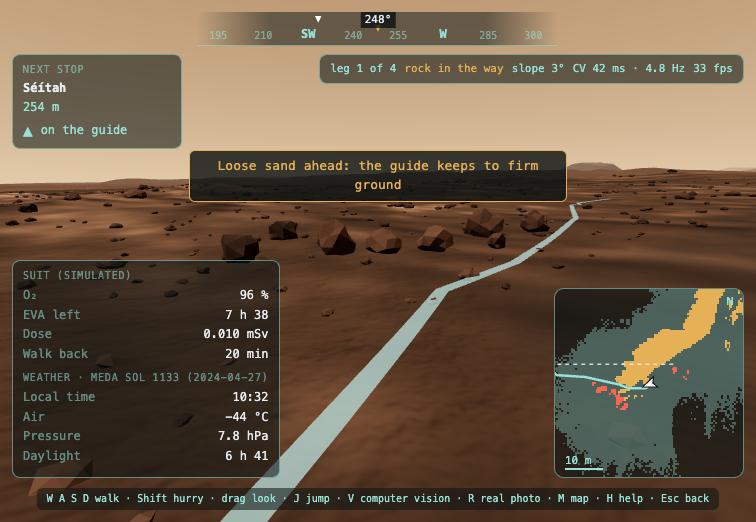 248°
195 210 SW 240 255 W 285 300
NEXT STOP
Séítah
254 m
▲ on the guide
leg 1 of 4 rock in the way slope 3° CV 42 ms · 4.8 Hz 33 fps
Loose sand ahead: the guide keeps to firm
ground
SUIT (SIMULATED)
O₂ 96 %
EVA left 7 h 38
Dose 0.010 mSv
Walk back 20 min
WEATHER · MEDA SOL 1133 (2024-04-27)
Local time 10:32
Air −44 °C
Pressure 7.8 hPa
Daylight 6 h 41
N
10 m
W A S D walk · Shift hurry · drag look · J jump · V computer vision · R real photo · M map · H help · Esc back